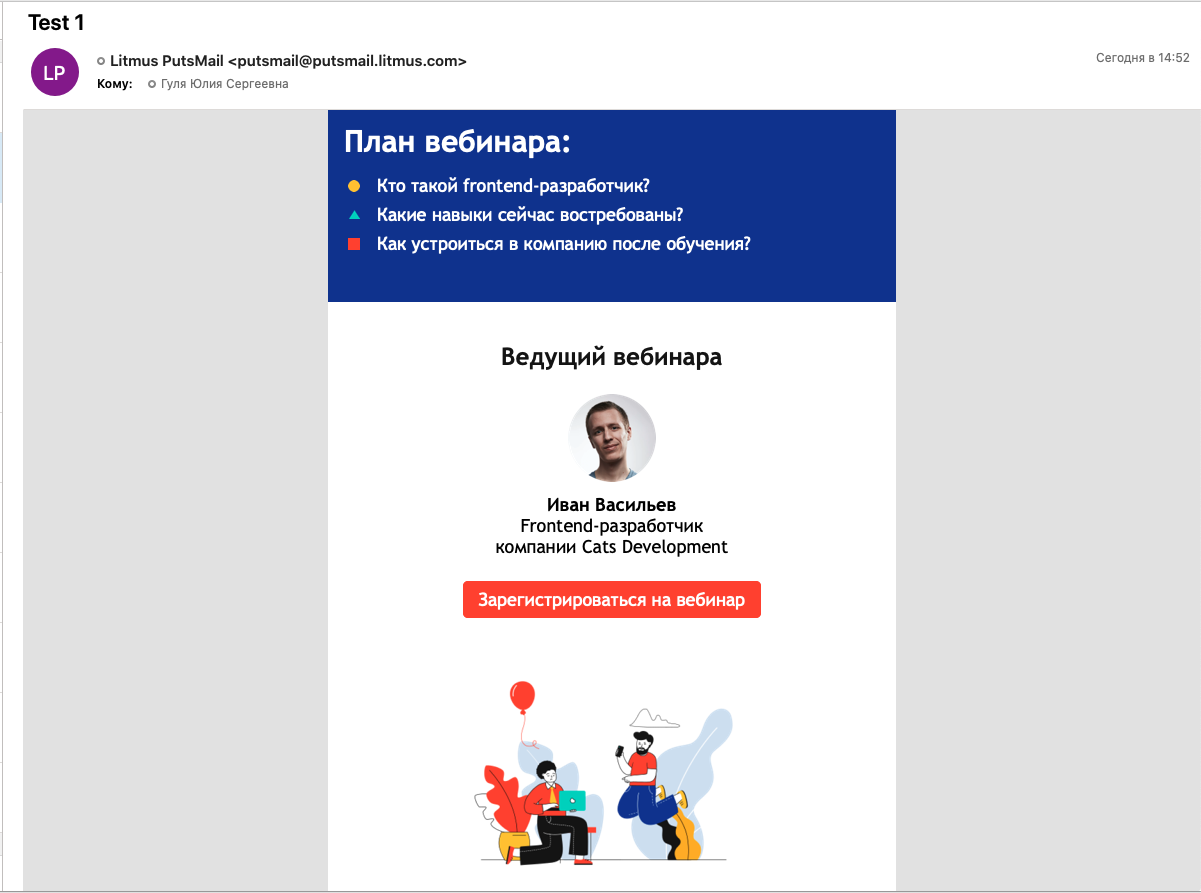 Test 1
LP
Litmus PutsMail <putsmail@putsmail.litmus.com>
Сегодня в 14:52
Кому: Гуля Юлия Сергеевна
План вебинара:
Кто такой frontend-разработчик?
Какие навыки сейчас востребованы?
Как устроиться в компанию после обучения?
Ведущий вебинара
Иван Васильев
Frontend-разработчик
компании Cats Development
Зарегистрироваться на вебинар